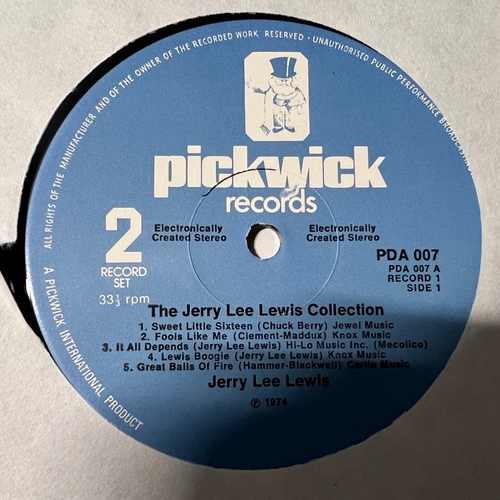 ALL RIGHTS OF THE MANUFACTURER AND OF THE OWNER OF THE RECORDED WORK RESERVED · UNAUTHORISED PUBLIC PERFORMANCE BROADCASTING
pickwick
records
2
RECORD
SET
33⅓ rpm
Electronically
Created Stereo
Electronically
Created Stereo
PDA 007
PDA 007 A
RECORD 1
SIDE 1
The Jerry Lee Lewis Collection
1. Sweet Little Sixteen (Chuck Berry) Jewel Music
2. Fools Like Me (Clement-Maddux) Knox Music
3. It All Depends (Jerry Lee Lewis) Hi-Lo Music Inc. (Mecolico)
4. Lewis Boogie (Jerry Lee Lewis) Knox Music
5. Great Balls Of Fire (Hammer-Blackwell) Carlin Music
Jerry Lee Lewis
℗ 1974
A PICKWICK INTERNATIONAL PRODUCT